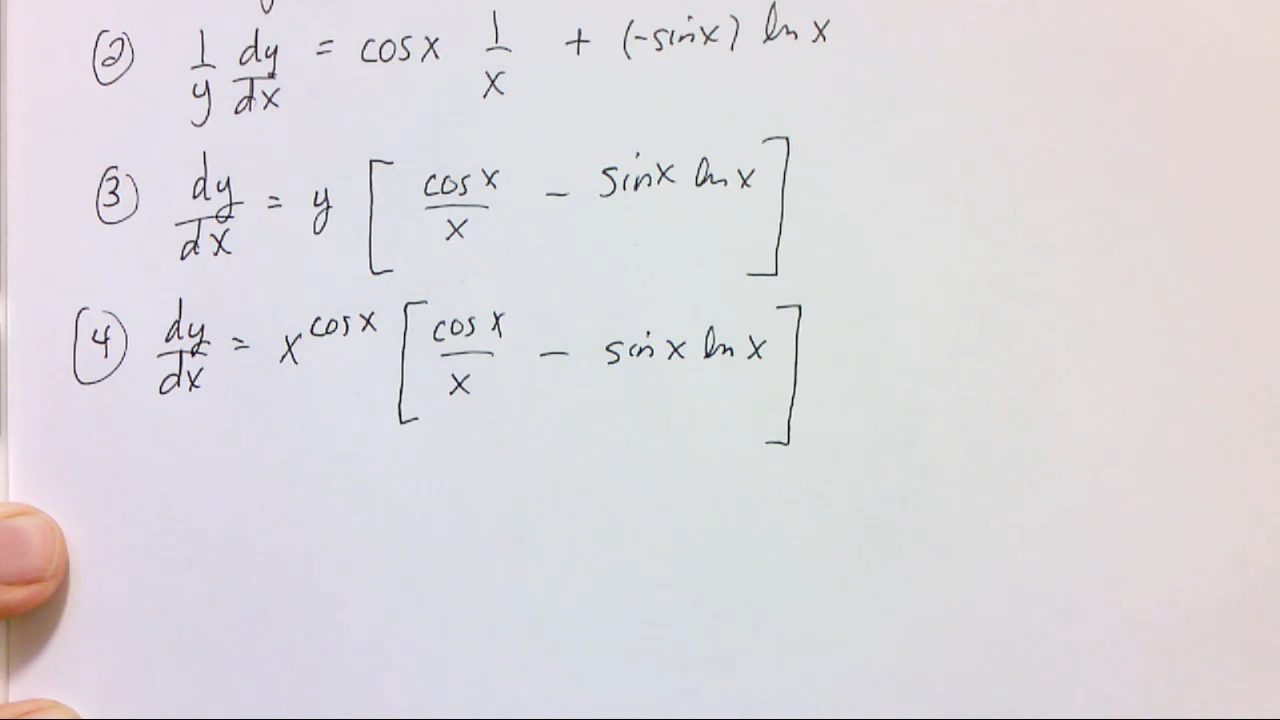 ② 1/y dy/dx = cos x 1/x + (-sin x) ln x
③ dy/dx = y [ cos x / x - sin x ln x ]
④ dy/dx = x^cos x [ cos x / x - sin x ln x ]